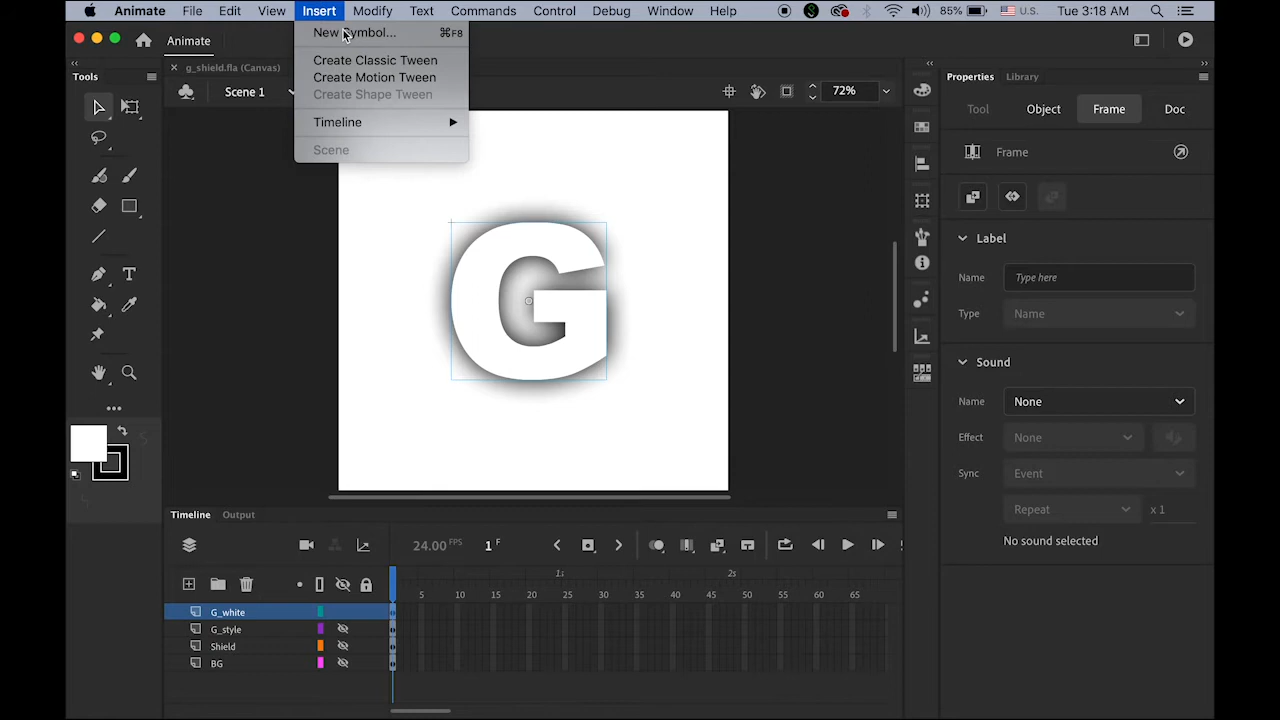 Animate File Edit View Insert Modify Text Commands Control Debug Window Help 85% U.S. Tue 3:18 AM
Animate
New Symbol... ⌘F8
Create Classic Tween
Create Motion Tween
Create Shape Tween
Timeline
Scene
g_shield.fla (Canvas)
Scene 1
72%
Tools
G
Properties Library
Tool Object Frame Doc
Frame
Label
Name Type here
Type Name
Sound
Name None
Effect None
Sync Event
Repeat x 1
No sound selected
Timeline Output
24.00 FPS 1 F
1s 2s
5 10 15 20 25 30 35 40 45 50 55 60 65
G_white
G_style
Shield
BG